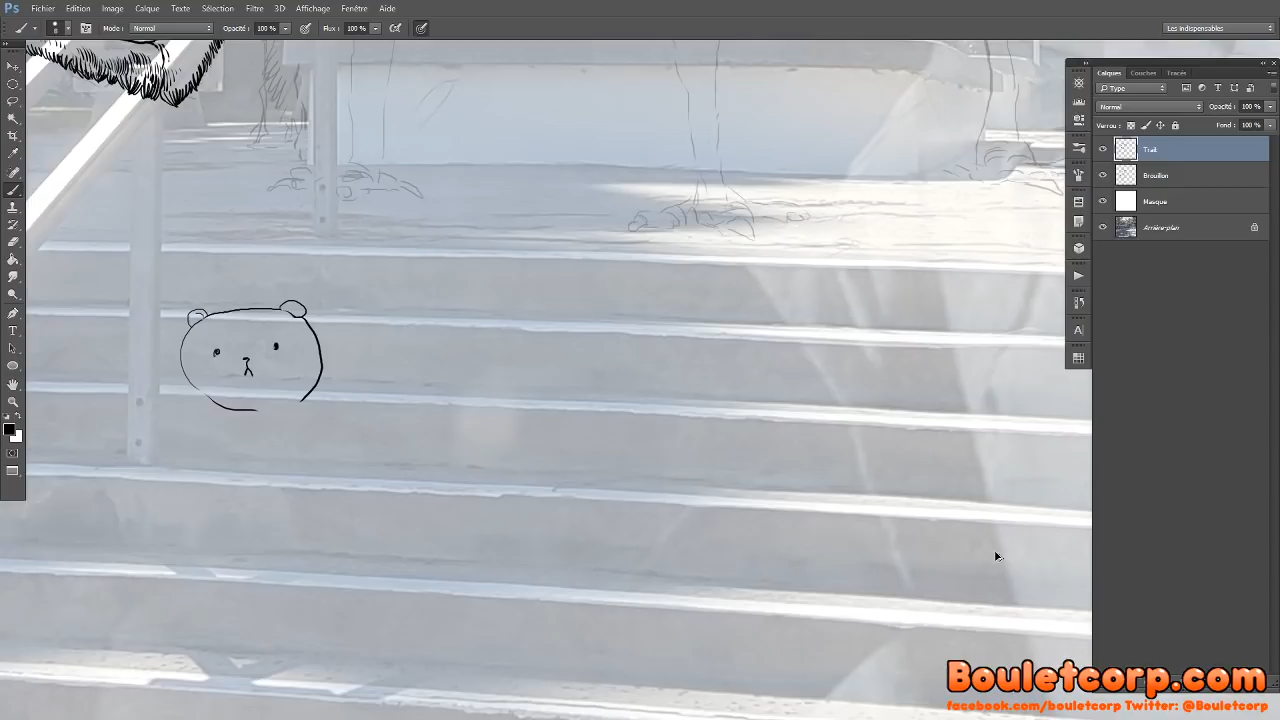 Ps Fichier Edition Image Calque Texte Sélection Filtre 3D Affichage Fenêtre Aide
Mode : Normal Opacité : 100 % Flux : 100 % Les indispensables
Calques Couches Tracés
Type
Normal Opacité : 100 %
Verrou : Fond : 100 %
Trait
Brouillon
Masque
Arrière-plan
Bouletcorp.com
facebook.com/bouletcorp Twitter: @Bouletcorp